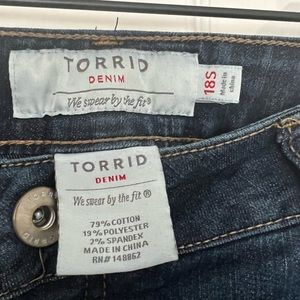 TORRID
DENIM
We swear by the fit®
18S
Made in
China
TORRID
DENIM
We swear by the fit ®
79% COTTON
19% POLYESTER
2% SPANDEX
MADE IN CHINA
RN# 148862
TORRID